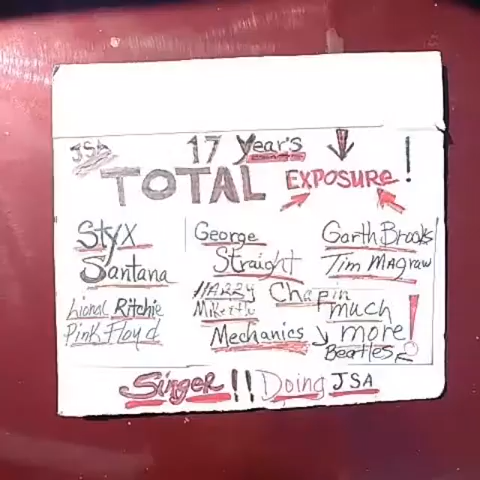 JSA 17 Year's
TOTAL EXPOSURE!
Styx George Garth Brooks
Santana Straight Tim Magraw
Lional Ritchie HARRY Chapin
Pink Floyd Mike + the much
Mechanics more!
Beatles
Singer!! Doing JSA